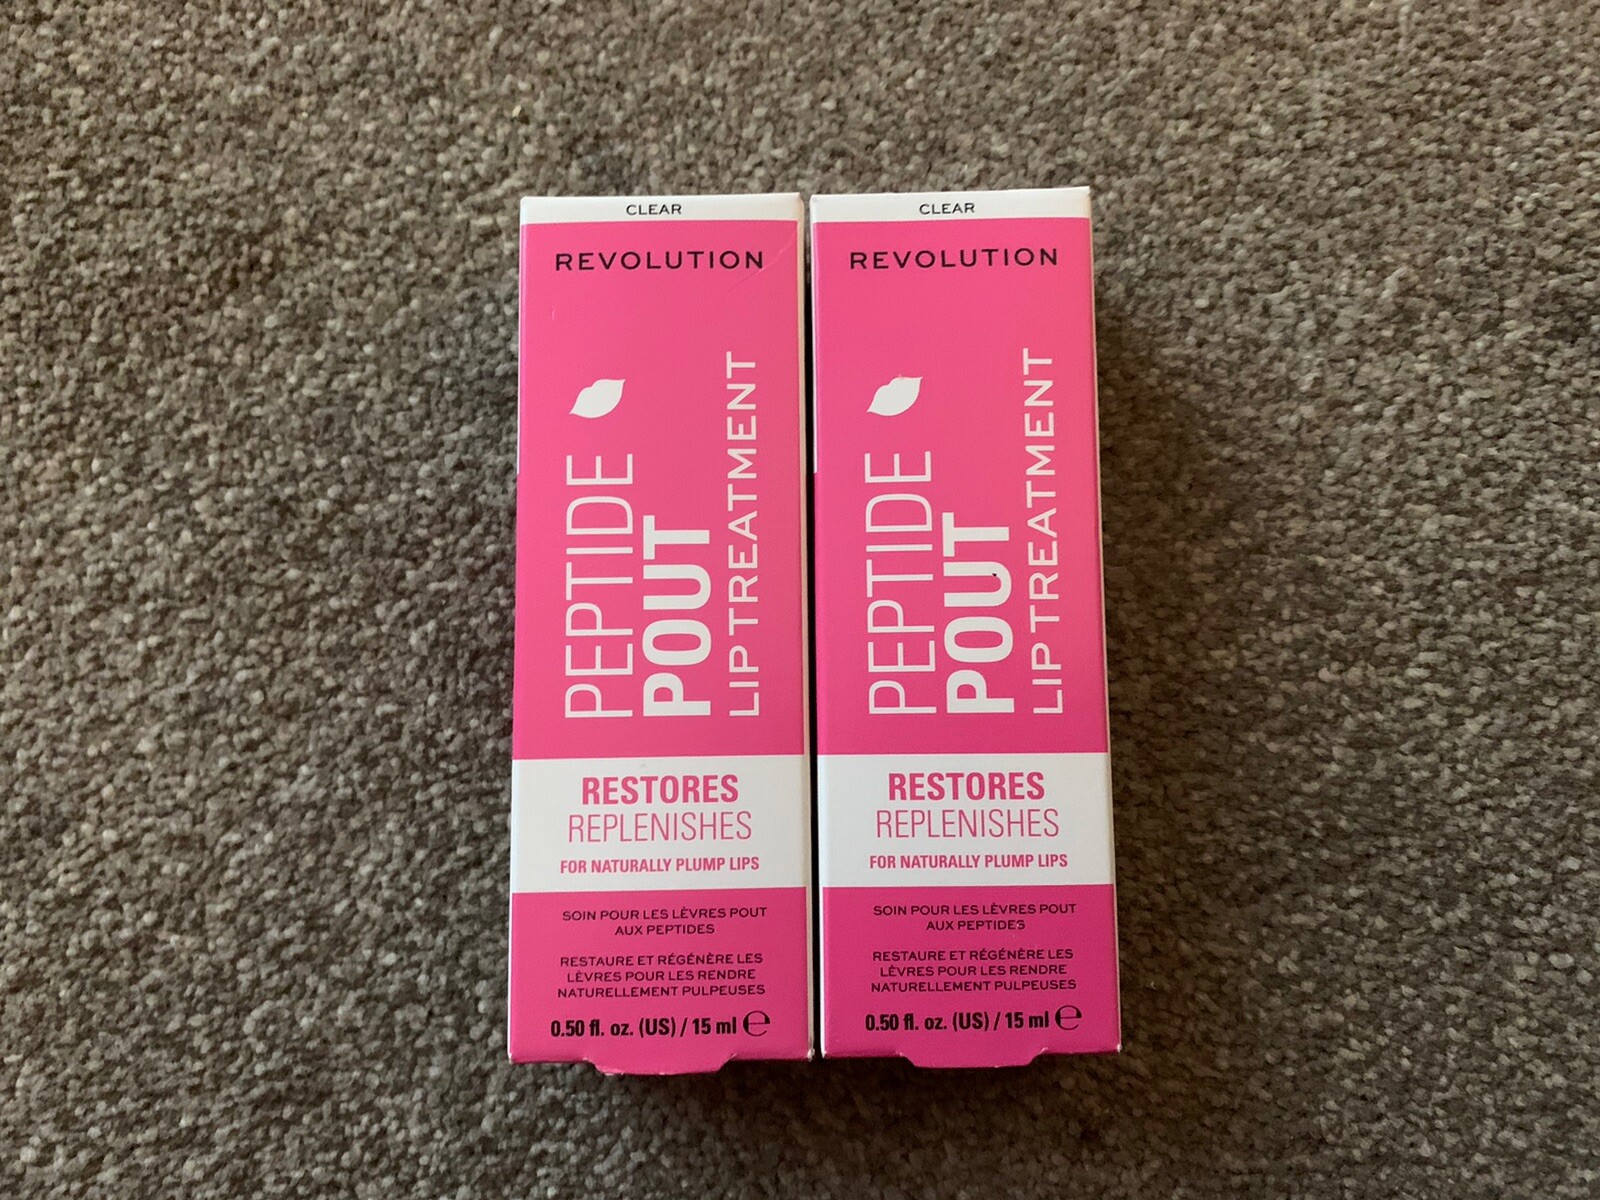 CLEAR
REVOLUTION
PEPTIDE
POUT
LIP TREATMENT
RESTORES
REPLENISHES
FOR NATURALLY PLUMP LIPS
SOIN POUR LES LÈVRES POUT
AUX PEPTIDES
RESTAURE ET RÉGÉNÈRE LES
LÈVRES POUR LES RENDRE
NATURELLEMENT PULPEUSES
0.50 fl. oz. (US) / 15 ml ℮
CLEAR
REVOLUTION
PEPTIDE
POUT
LIP TREATMENT
RESTORES
REPLENISHES
FOR NATURALLY PLUMP LIPS
SOIN POUR LES LÈVRES POUT
AUX PEPTIDES
RESTAURE ET RÉGÉNÈRE LES
LÈVRES POUR LES RENDRE
NATURELLEMENT PULPEUSES
0.50 fl. oz. (US) / 15 ml ℮